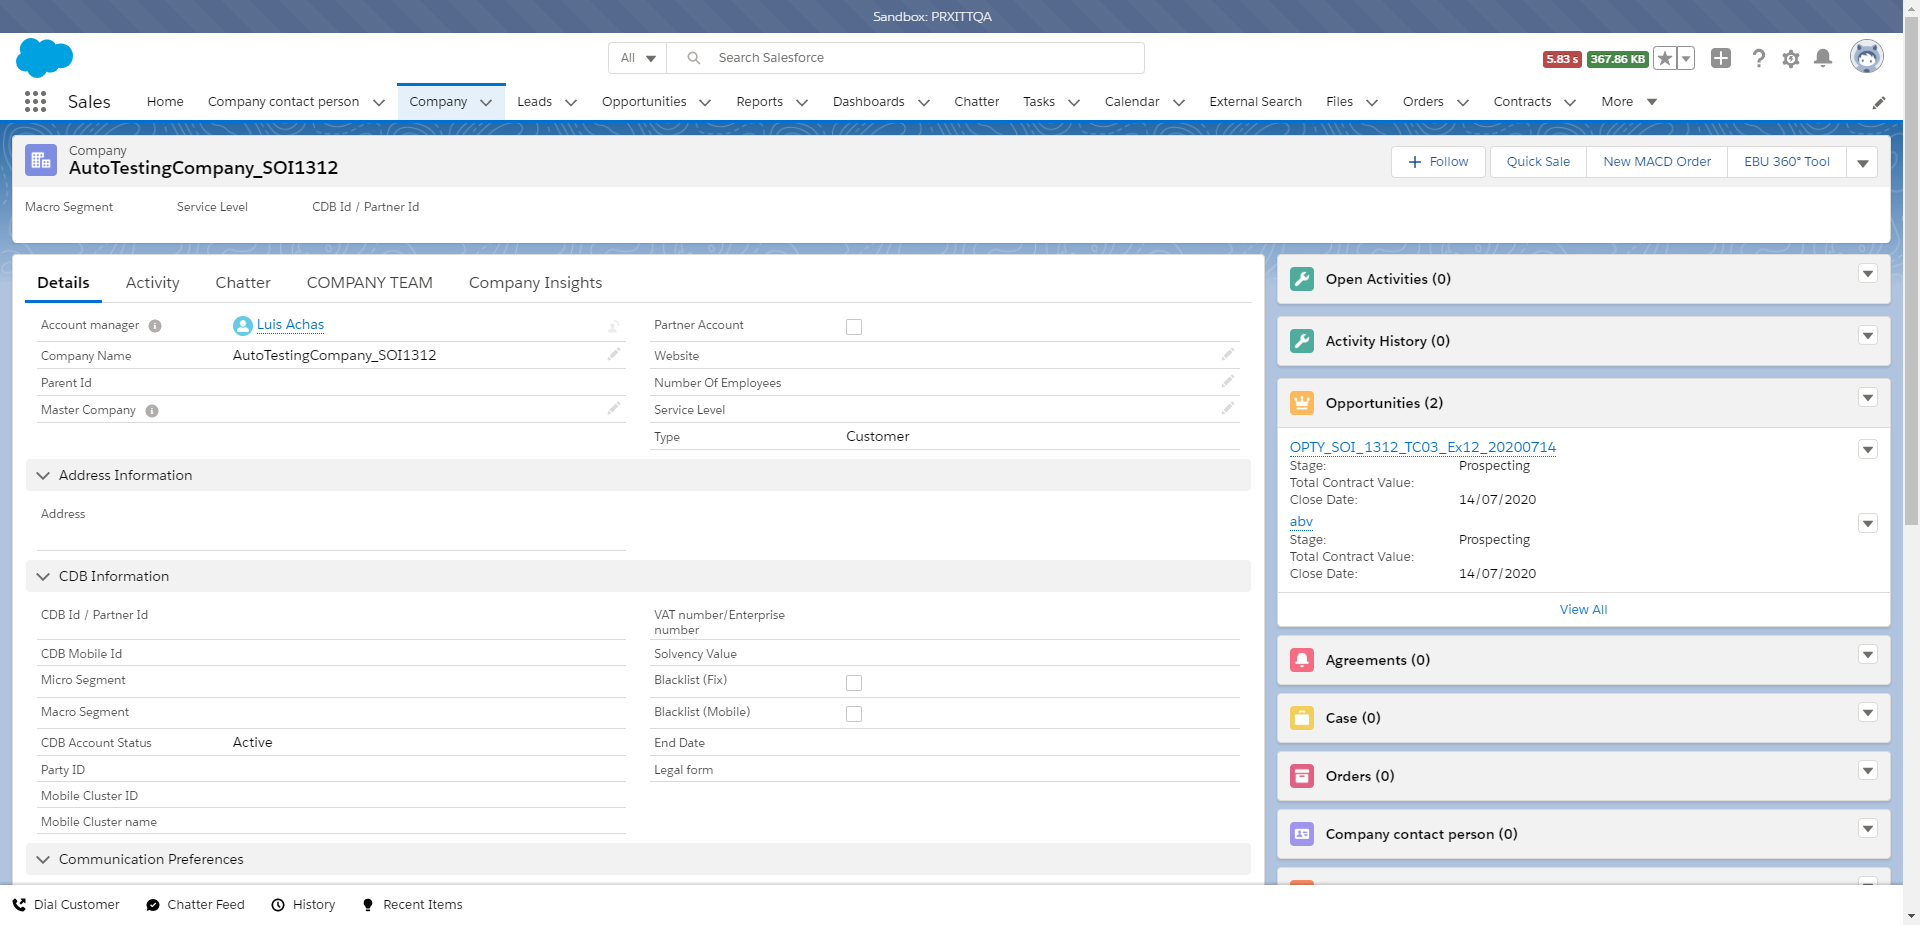 Sandbox: PRXITTQA
All
Search Salesforce
5.83 s
367.86 KB
Sales
Home
Company contact person
Company
Leads
Opportunities
Reports
Dashboards
Chatter
Tasks
Calendar
External Search
Files
Orders
Contracts
More
Company
AutoTestingCompany_SOI1312
Follow
Quick Sale
New MACD Order
EBU 360° Tool
Macro Segment
Service Level
CDB Id / Partner Id
Details
Activity
Chatter
COMPANY TEAM
Company Insights
Account manager
Luis Achas
Company Name
AutoTestingCompany_SOI1312
Parent Id
Master Company
Partner Account
Website
Number Of Employees
Service Level
Type
Customer
Address Information
Address
CDB Information
CDB Id / Partner Id
CDB Mobile Id
Micro Segment
Macro Segment
CDB Account Status
Active
Party ID
Mobile Cluster ID
Mobile Cluster name
VAT number/Enterprise
number
Solvency Value
Blacklist (Fix)
Blacklist (Mobile)
End Date
Legal form
Communication Preferences
Open Activities (0)
Activity History (0)
Opportunities (2)
OPTY_SOI_1312_TC03_Ex12_20200714
Stage:
Prospecting
Total Contract Value:
Close Date:
14/07/2020
abv
Stage:
Prospecting
Total Contract Value:
Close Date:
14/07/2020
View All
Agreements (0)
Case (0)
Orders (0)
Company contact person (0)
Dial Customer
Chatter Feed
History
Recent Items